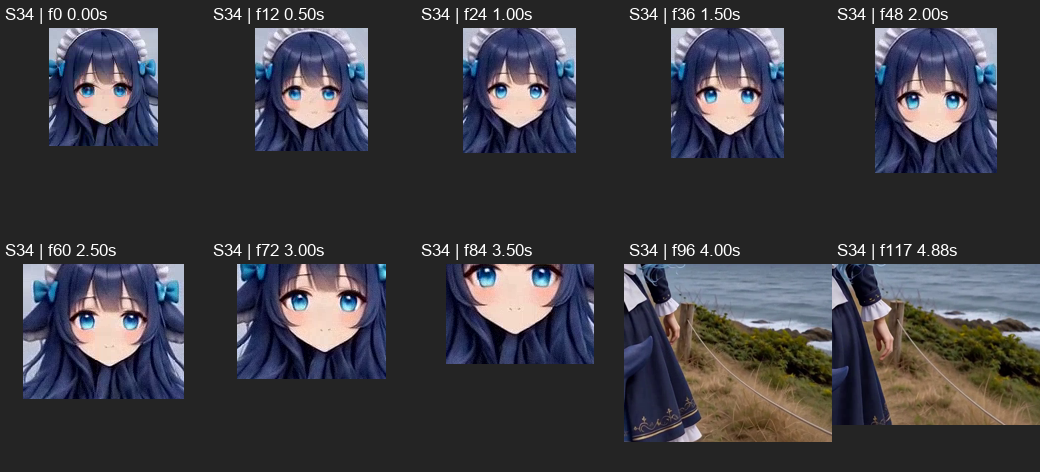 S34 | f0 0.00s
S34 | f12 0.50s
S34 | f24 1.00s
S34 | f36 1.50s
S34 | f48 2.00s
S34 | f60 2.50s
S34 | f72 3.00s
S34 | f84 3.50s
S34 | f96 4.00s
S34 | f117 4.88s